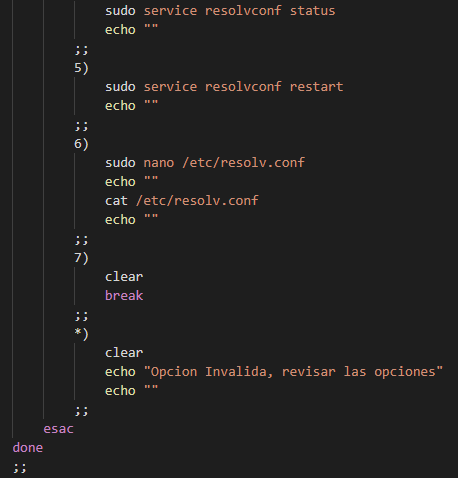 sudo service resolvconf status
echo ""
;;
5)
sudo service resolvconf restart
echo ""
;;
6)
sudo nano /etc/resolv.conf
echo ""
cat /etc/resolv.conf
echo ""
;;
7)
clear
break
;;
*)
clear
echo "Opcion Invalida, revisar las opciones"
echo ""
;;
esac
done
;;